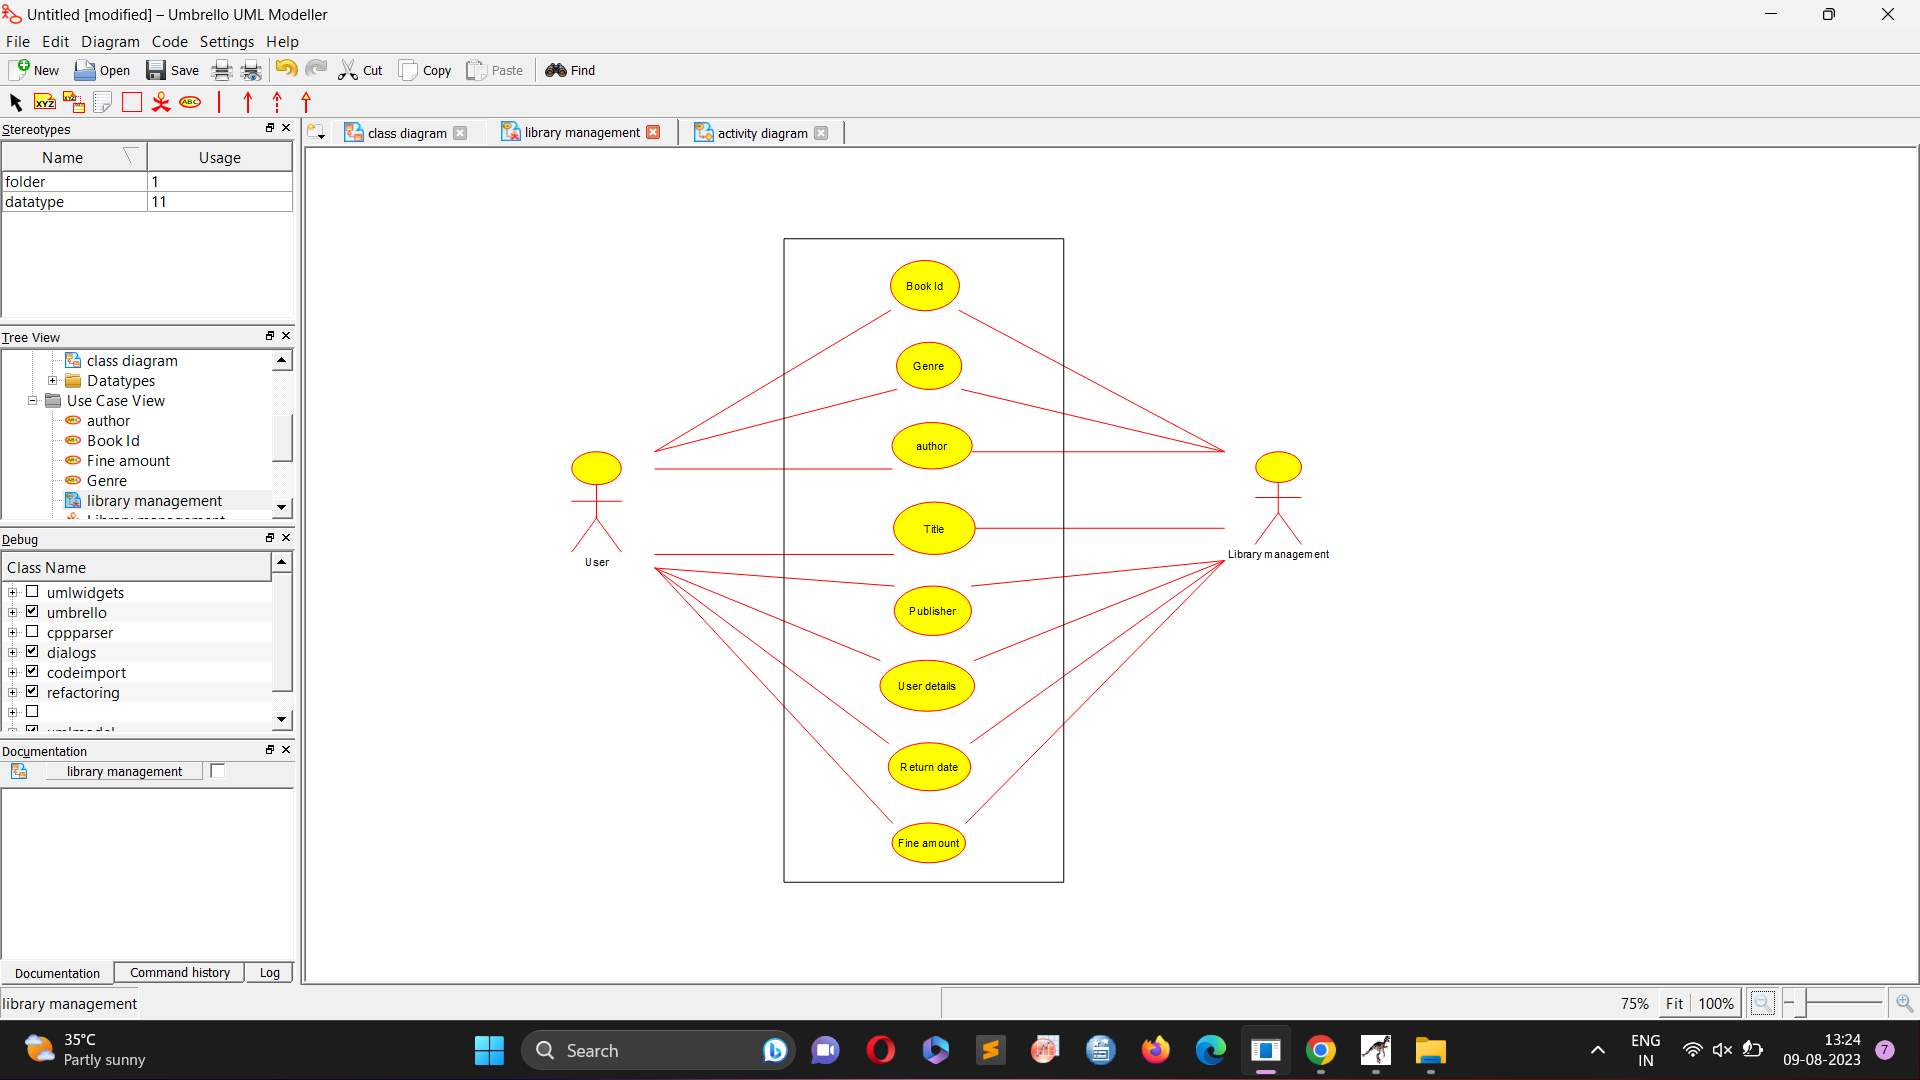 Untitled [modified] – Umbrello UML Modeller
File Edit Diagram Code Settings Help
New Open Save Cut Copy Paste Find
XYZ XYZ ABC
Stereotypes
class diagram library management activity diagram
Name Usage
folder 1
datatype 11
Tree View
class diagram
Datatypes
Use Case View
author
Book Id
Fine amount
Genre
library management
Debug
Class Name
umlwidgets
umbrello
cppparser
dialogs
codeimport
refactoring
Documentation
library management
Documentation Command history Log
Book Id
Genre
author
Title
Publisher
User details
Return date
Fine amount
User
Library management
library management
75% Fit 100%
35°C
Partly sunny
Search
ENG
IN
13:24
09-08-2023
7